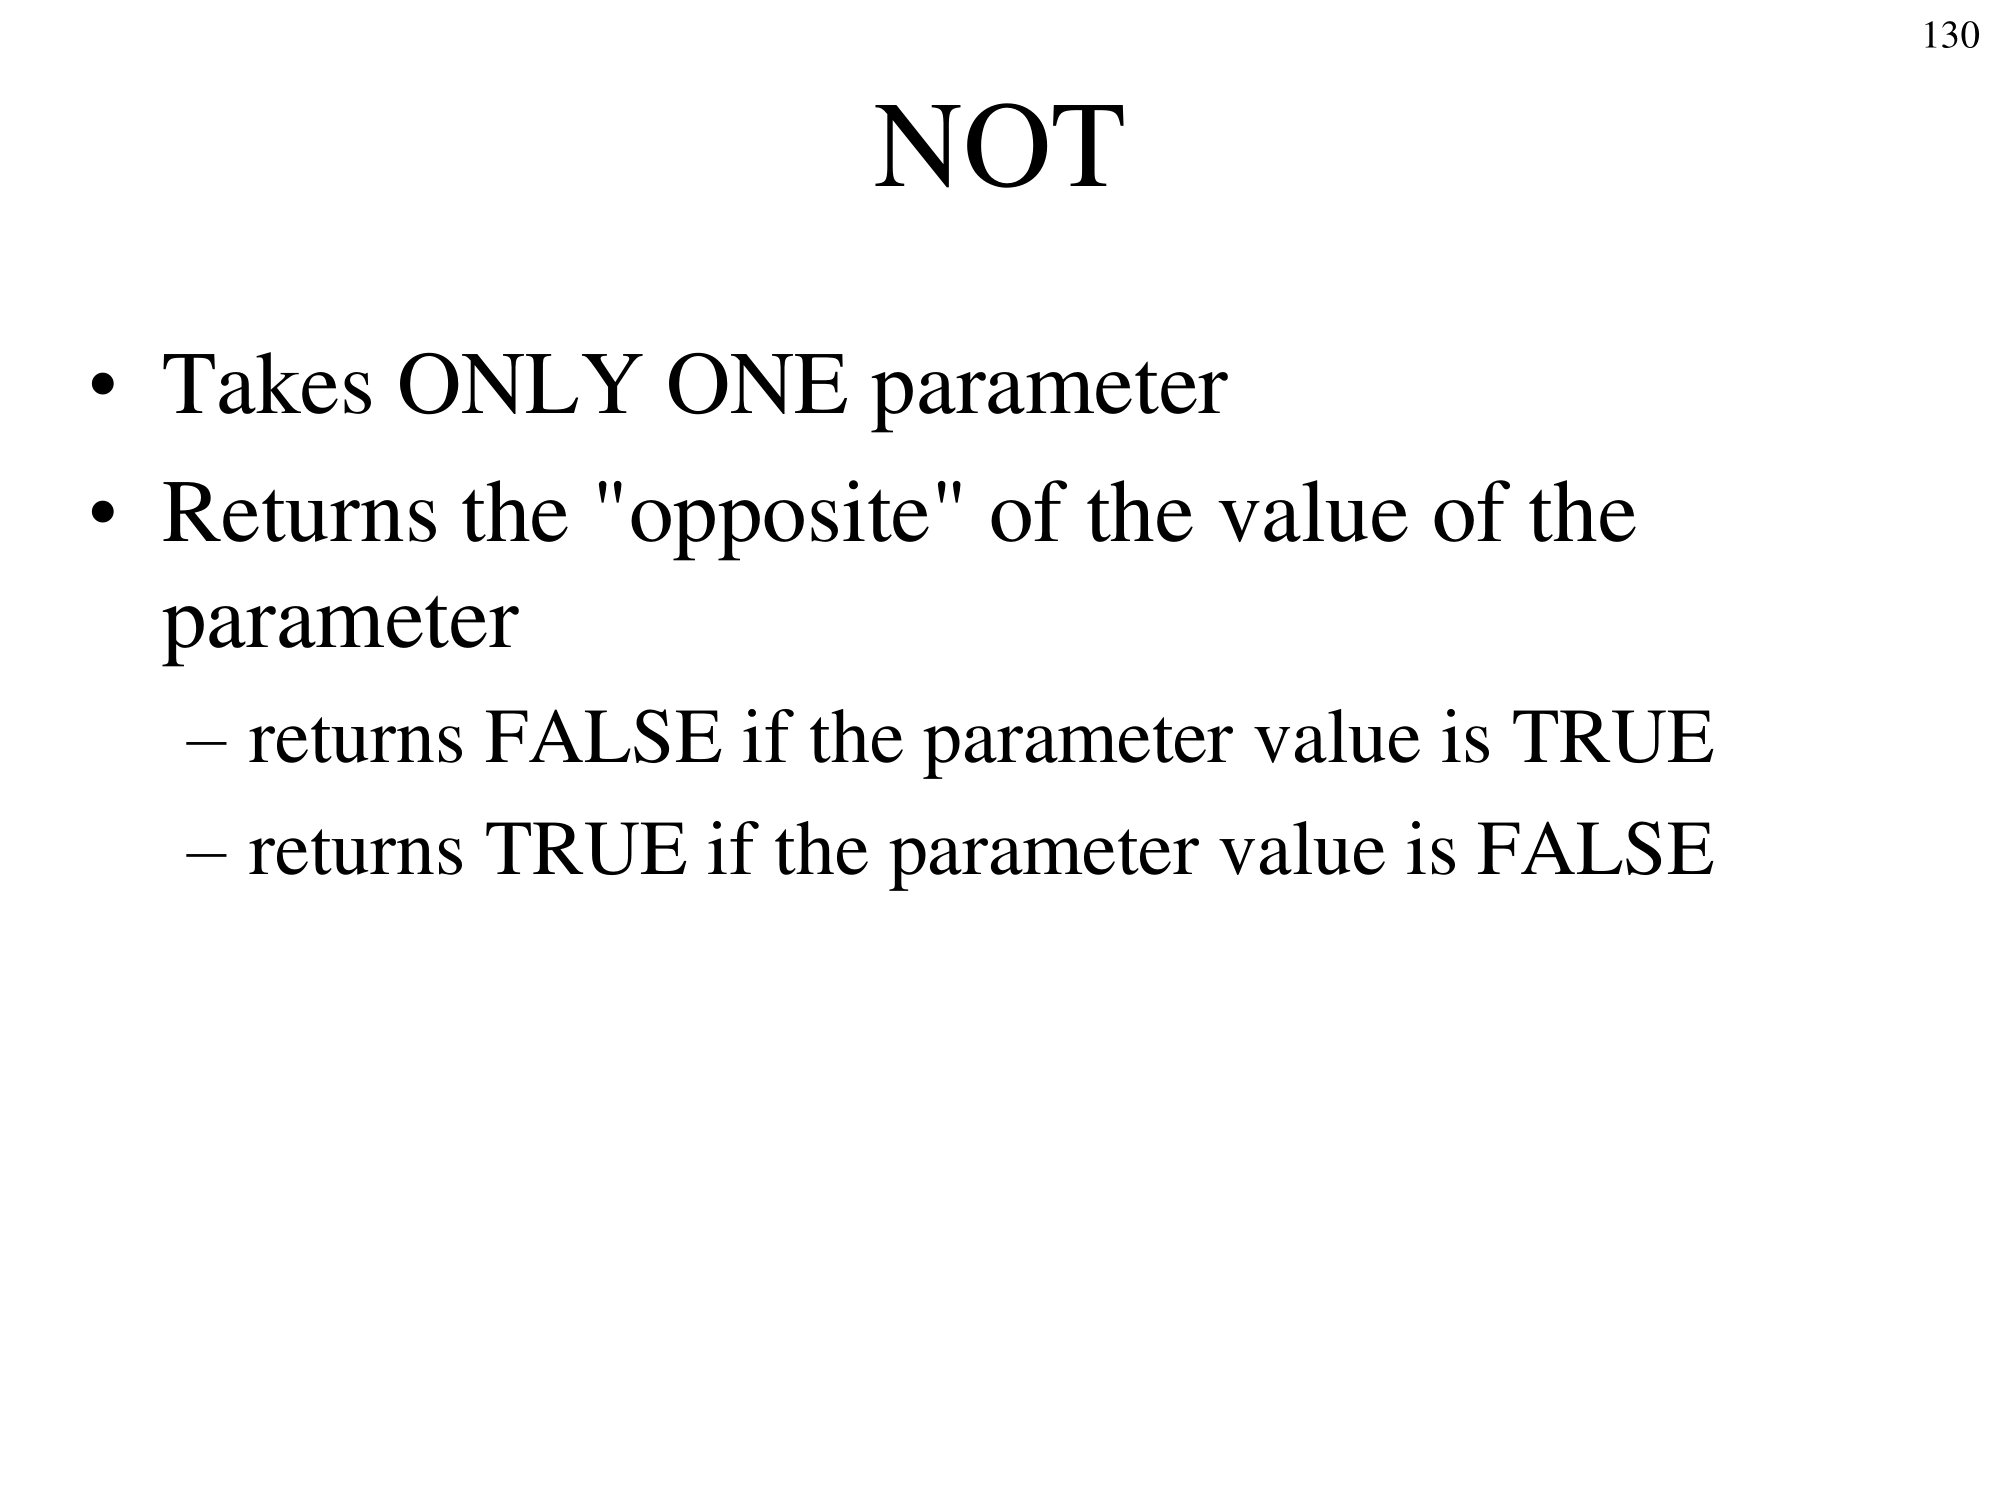 130
NOT
• Takes ONLY ONE parameter
• Returns the "opposite" of the value of the
parameter
– returns FALSE if the parameter value is TRUE
– returns TRUE if the parameter value is FALSE